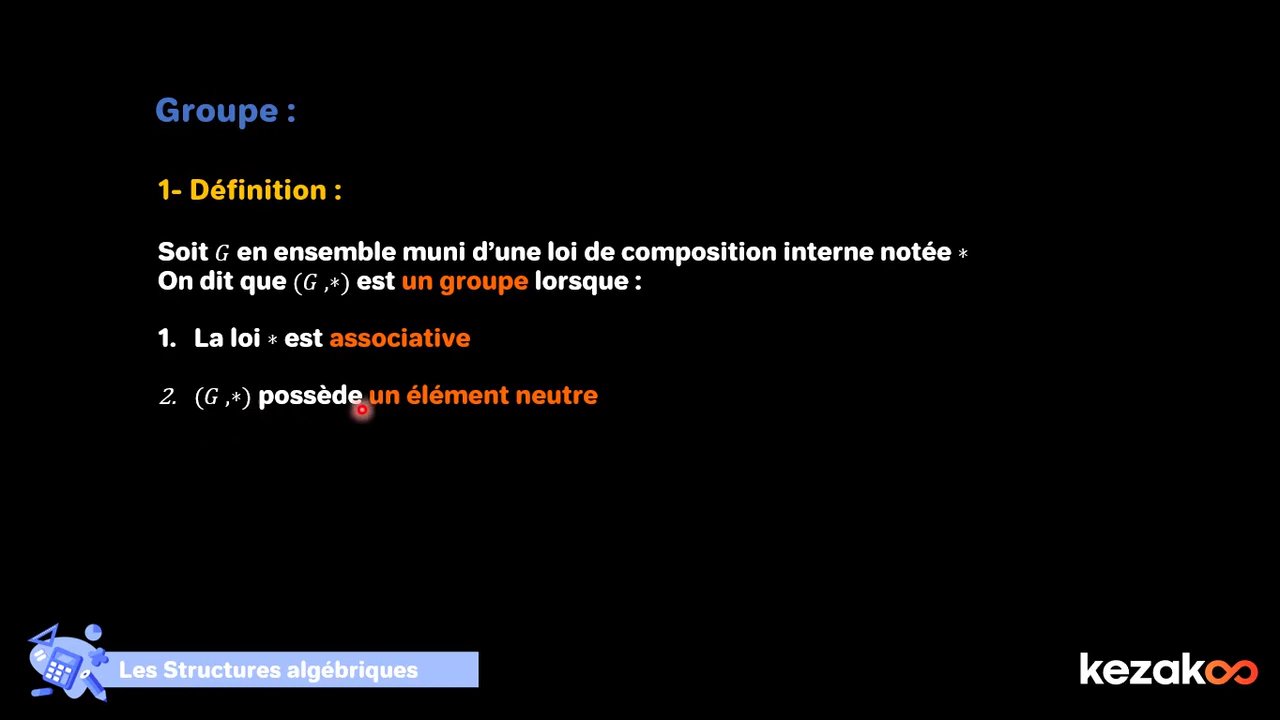 Groupe :
1- Définition :
Soit G en ensemble muni d’une loi de composition interne notée ∗
On dit que (G ,∗) est un groupe lorsque :
1. La loi ∗ est associative
2. (G ,∗) possède un élément neutre
Les Structures algébriques
kezakoo